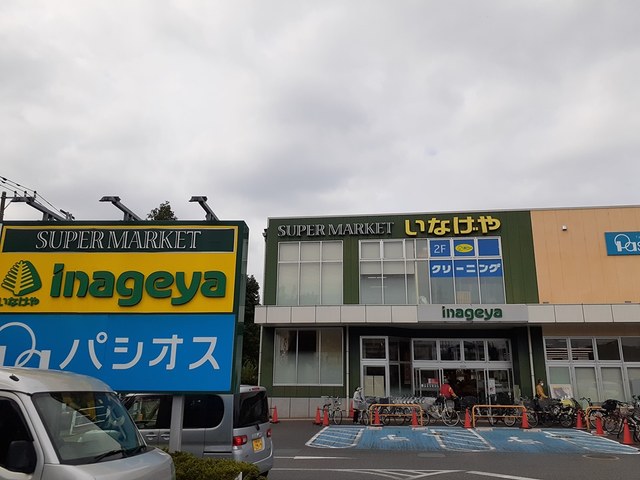 SUPER MARKET
いなげや
inageya
パシオス
SUPER MARKET いなげや
2F
クリーニング
inageya